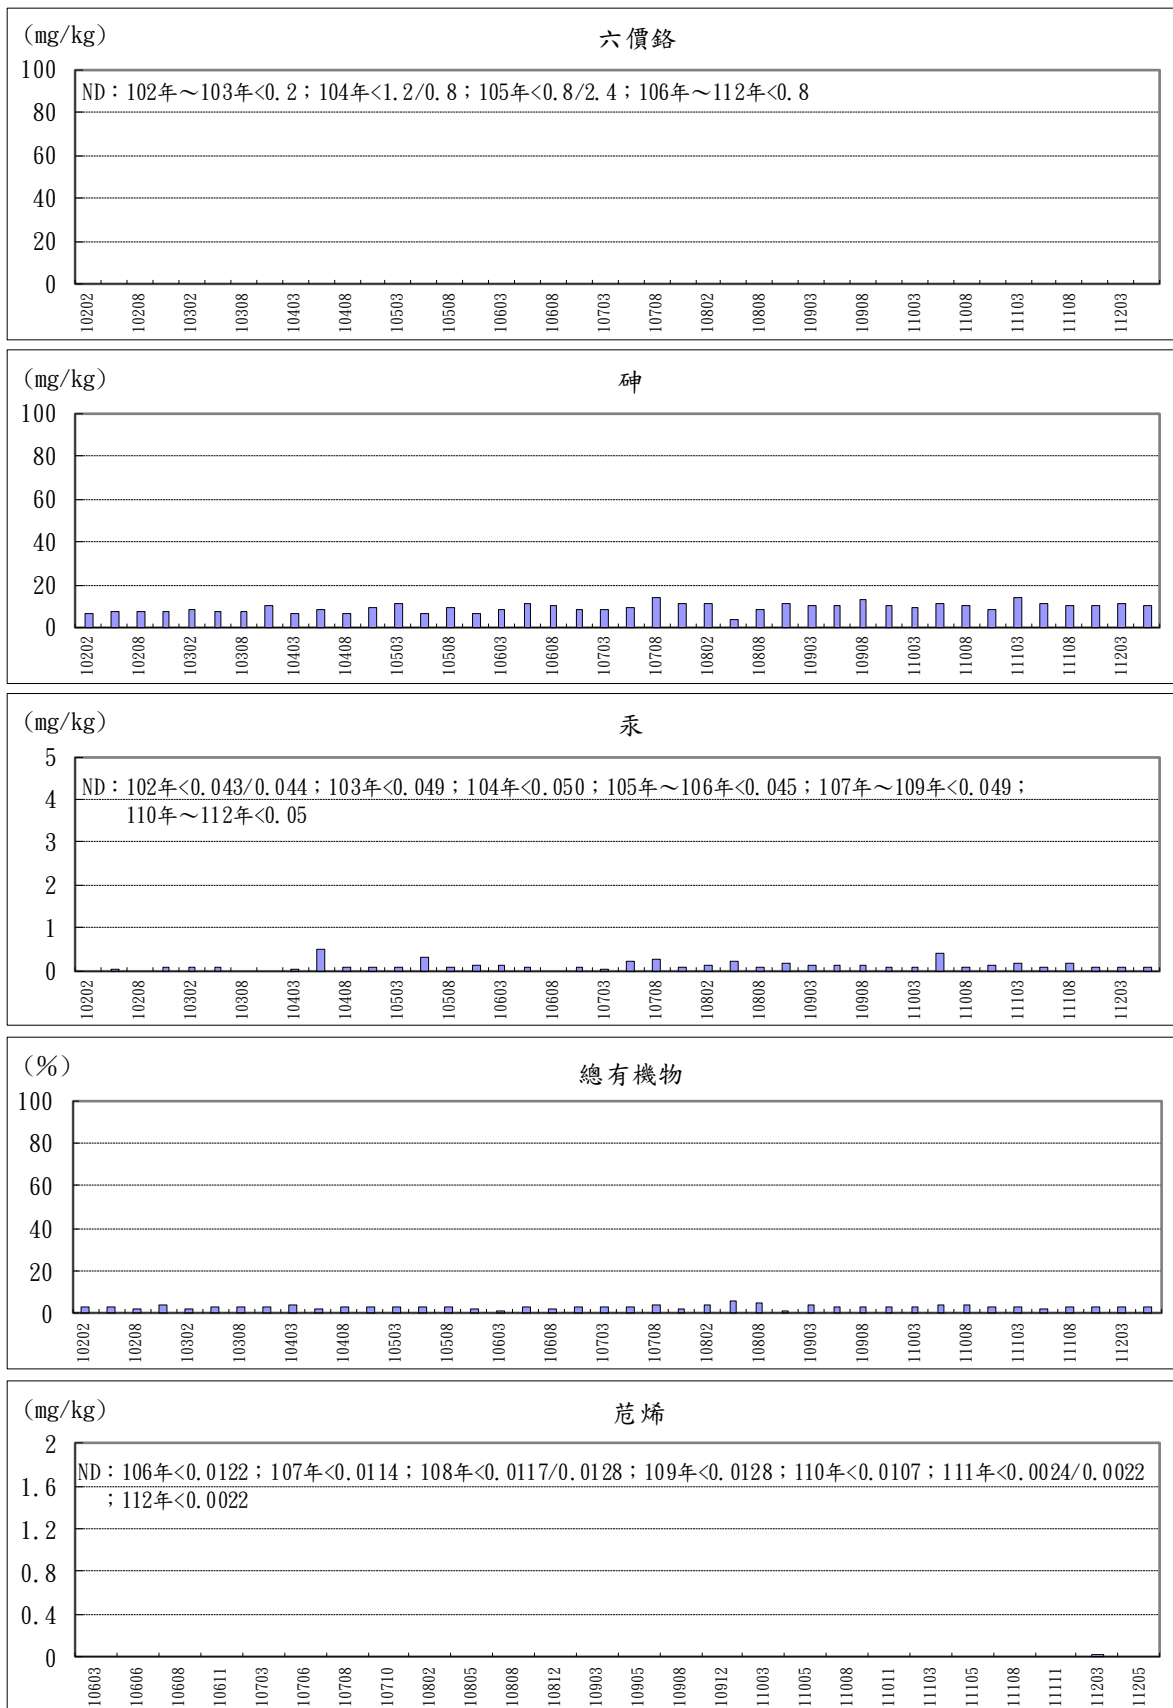 (mg/kg)
六價鉻
100
ND：102年～103年<0.2；104年<1.2/0.8；105年<0.8/2.4；106年～112年<0.8
80
60
40
20
0
10202 10208 10302 10308 10403 10408 10503 10508 10603 10608 10703 10708 10802 10808 10903 10908 11003 11008 11103 11108 11203
(mg/kg)
砷
100
80
60
40
20
0
10202 10208 10302 10308 10403 10408 10503 10508 10603 10608 10703 10708 10802 10808 10903 10908 11003 11008 11103 11108 11203
(mg/kg)
汞
5
ND：102年<0.043/0.044；103年<0.049；104年<0.050；105年～106年<0.045；107年～109年<0.049；
4
110年～112年<0.05
3
2
1
0
10202 10208 10302 10308 10403 10408 10503 10508 10603 10608 10703 10708 10802 10808 10903 10908 11003 11008 11103 11108 11203
(%)
總有機物
100
80
60
40
20
0
10202 10208 10302 10308 10403 10408 10503 10508 10603 10608 10703 10708 10802 10808 10903 10908 11003 11008 11103 11108 11203
(mg/kg)
苊烯
2
ND：106年<0.0122；107年<0.0114；108年<0.0117/0.0128；109年<0.0128；110年<0.0107；111年<0.0024/0.0022
1.6
；112年<0.0022
1.2
0.8
0.4
0
10603 10606 10608 10611 10703 10706 10708 10710 10802 10805 10808 10812 10903 10905 10908 10912 11003 11005 11008 11011 11103 11105 11108 11111 11203 11205